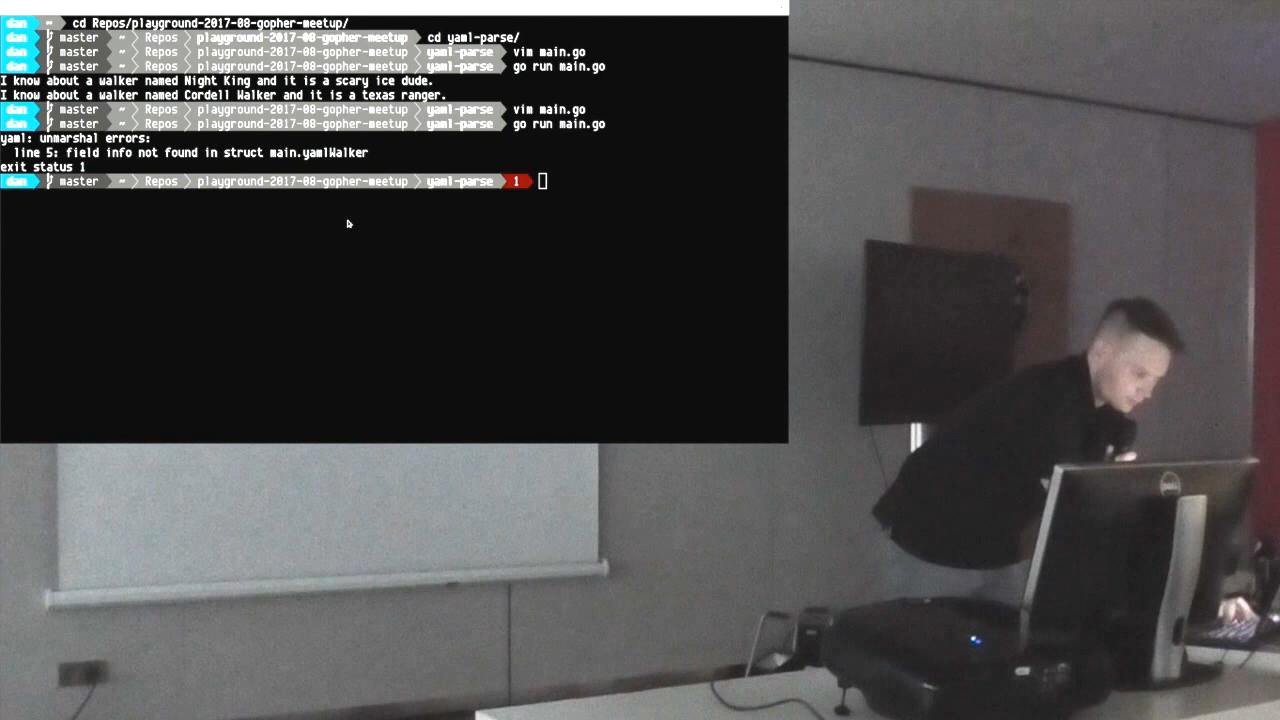 dan ~ cd Repos/playground-2017-08-gopher-meetup/
dan master ~ Repos playground-2017-08-gopher-meetup cd yaml-parse/
dan master ~ Repos playground-2017-08-gopher-meetup yaml-parse vim main.go
dan master ~ Repos playground-2017-08-gopher-meetup yaml-parse go run main.go
I know about a walker named Night King and it is a scary ice dude.
I know about a walker named Cordell Walker and it is a texas ranger.
dan master ~ Repos playground-2017-08-gopher-meetup yaml-parse vim main.go
dan master ~ Repos playground-2017-08-gopher-meetup yaml-parse go run main.go
yaml: unmarshal errors:
  line 5: field info not found in struct main.yamlWalker
exit status 1
dan master ~ Repos playground-2017-08-gopher-meetup yaml-parse 1
DELL